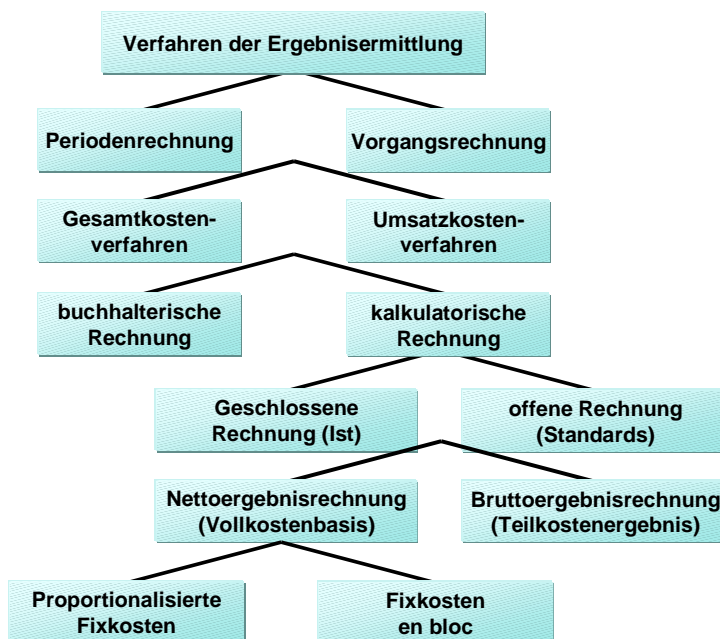 Verfahren der Ergebnisermittlung
Periodenrechnung
Vorgangsrechnung
Gesamtkosten-
verfahren
Umsatzkosten-
verfahren
buchhalterische
Rechnung
kalkulatorische
Rechnung
Geschlossene
Rechnung (Ist)
offene Rechnung
(Standards)
Nettoergebnisrechnung
(Vollkostenbasis)
Bruttoergebnisrechnung
(Teilkostenergebnis)
Proportionalisierte
Fixkosten
Fixkosten
en bloc